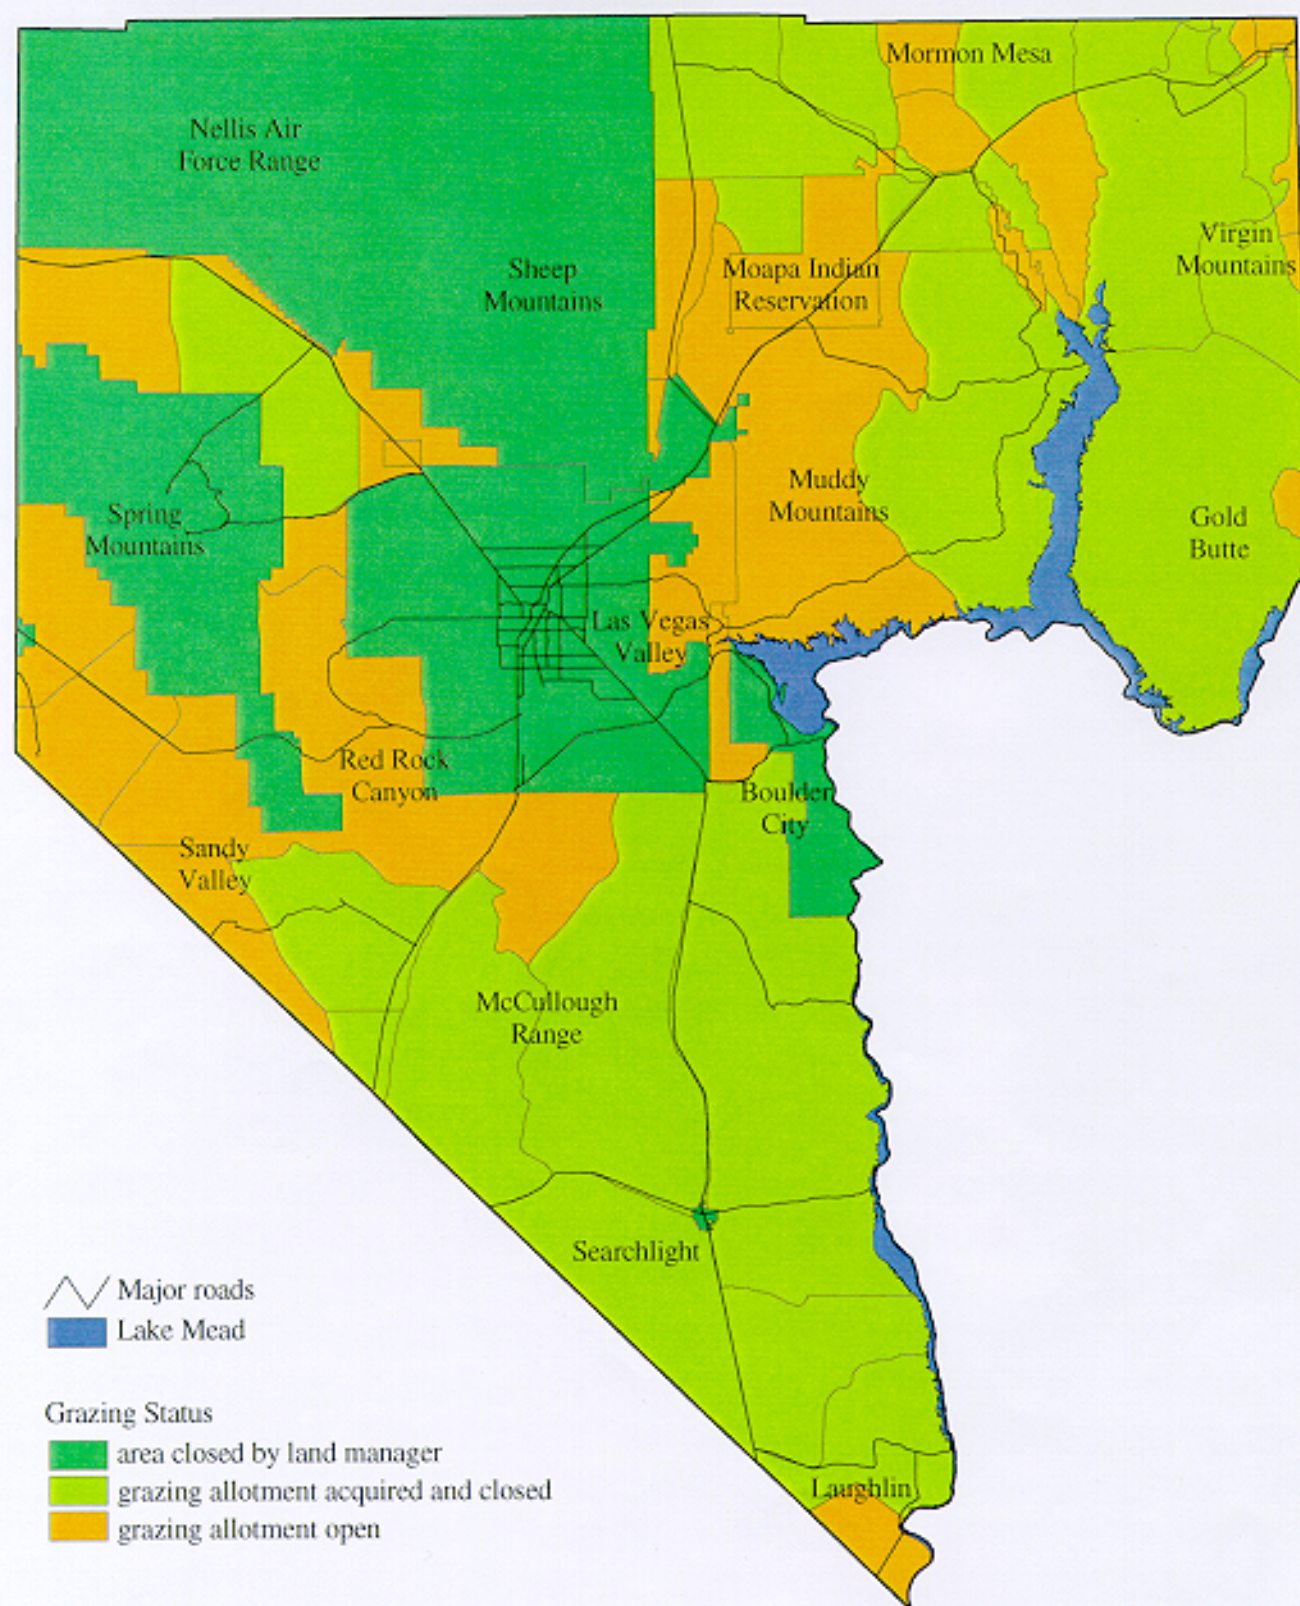 Mormon Mesa
Nellis Air
Force Range
Virgin
Mountains
Sheep
Mountains
Moapa Indian
Reservation
Muddy
Mountains
Spring
Mountains
Gold
Butte
Las Vegas
Valley
Red Rock
Canyon
Boulder
City
Sandy
Valley
McCullough
Range
Searchlight
Major roads
Lake Mead
Grazing Status
area closed by land manager
grazing allotment acquired and closed
grazing allotment open
Laughlin